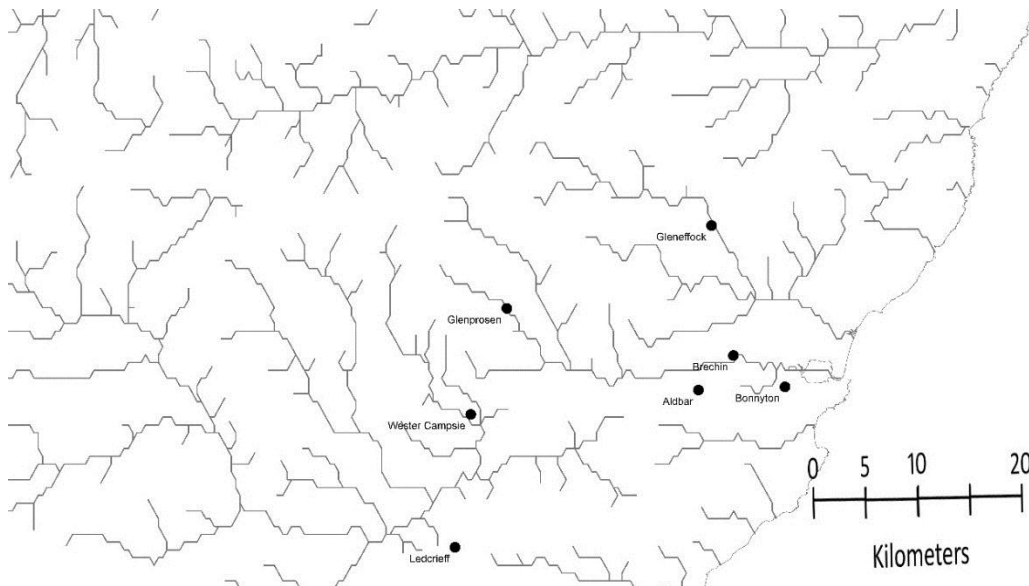 Gleneffock
Glenprosen
Brechin
Aldbar
Bonnyton
Wester Campsie
0 5 10 20
Ledcrieff
Kilometers